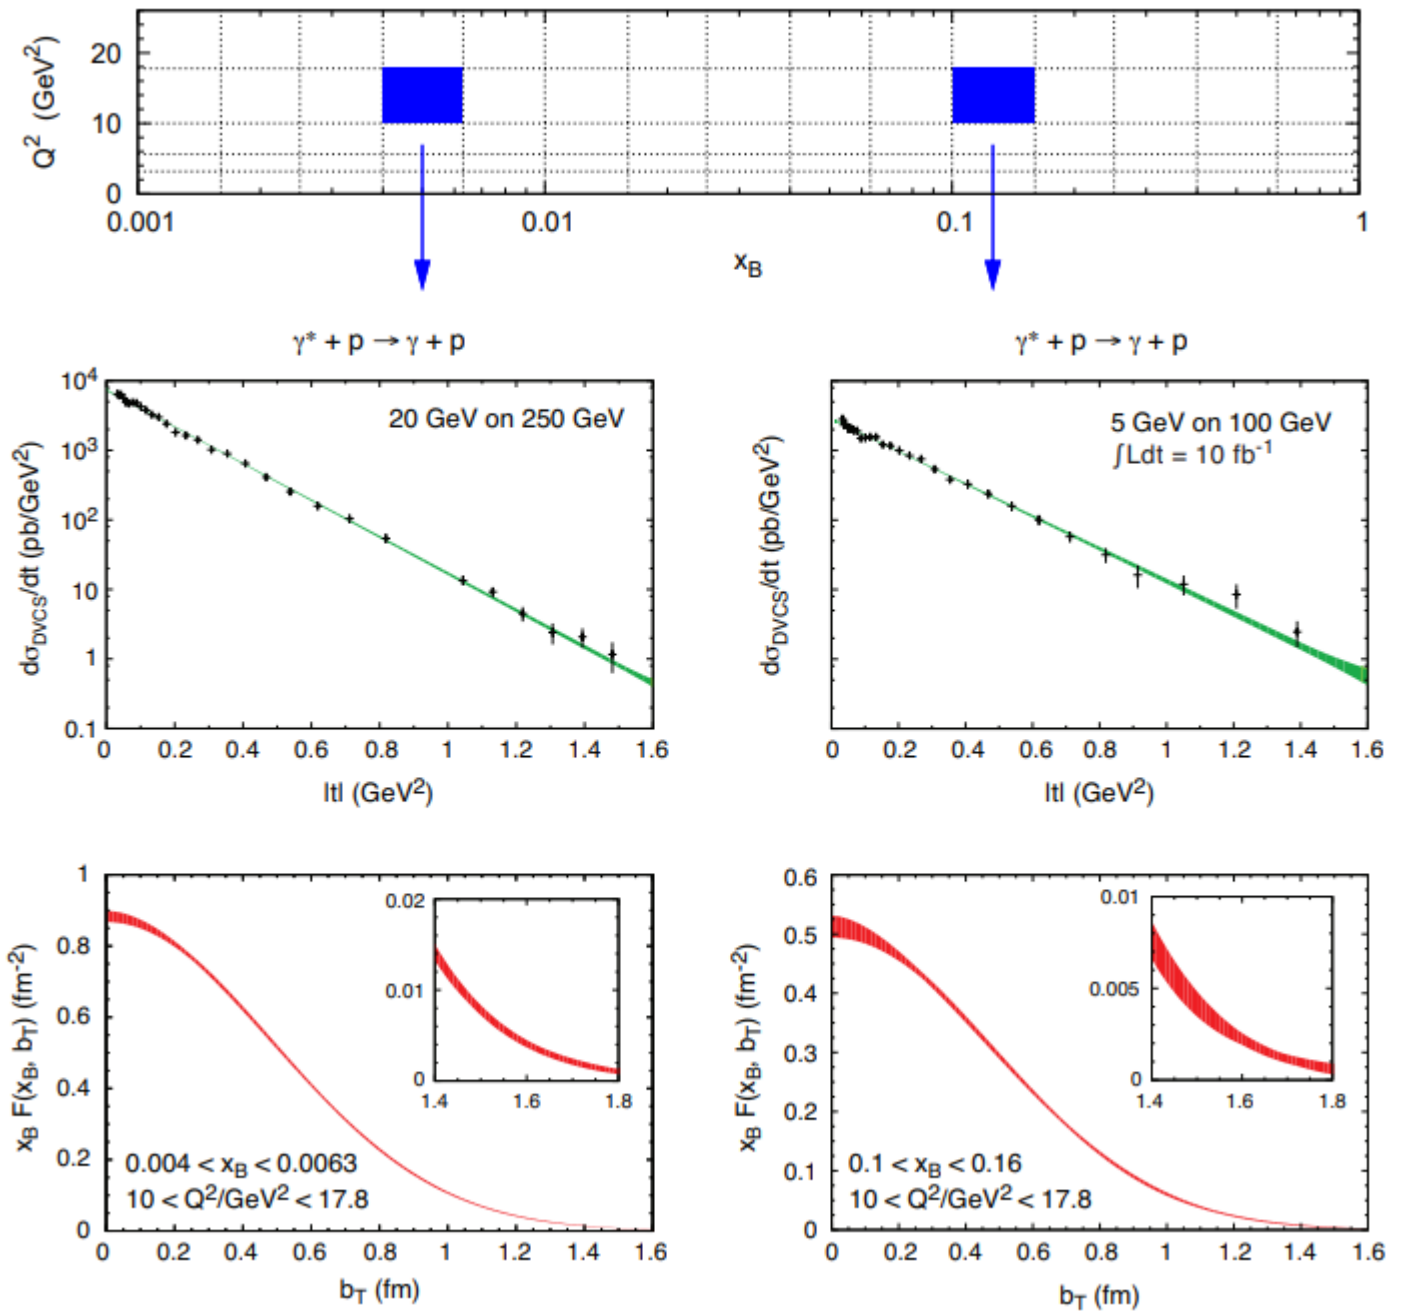 Q² (GeV²)
20
10
0
0.001
0.01
0.1
1
x_B
γ* + p → γ + p
γ* + p → γ + p
dσ_DVCS/dt (pb/GeV²)
10⁴
10³
10²
10
1
0.1
20 GeV on 250 GeV
0 0.2 0.4 0.6 0.8 1 1.2 1.4 1.6
|t| (GeV²)
dσ_DVCS/dt (pb/GeV²)
5 GeV on 100 GeV
∫Ldt = 10 fb⁻¹
0 0.2 0.4 0.6 0.8 1 1.2 1.4 1.6
|t| (GeV²)
x_B F(x_B, b_T) (fm⁻²)
1
0.8
0.6
0.4
0.2
0
0.02
0.01
0
1.4 1.6 1.8
0.004 < x_B < 0.0063
10 < Q²/GeV² < 17.8
0 0.2 0.4 0.6 0.8 1 1.2 1.4 1.6
b_T (fm)
x_B F(x_B, b_T) (fm⁻²)
0.6
0.5
0.4
0.3
0.2
0.1
0
0.01
0.005
0
1.4 1.6 1.8
0.1 < x_B < 0.16
10 < Q²/GeV² < 17.8
0 0.2 0.4 0.6 0.8 1 1.2 1.4 1.6
b_T (fm)